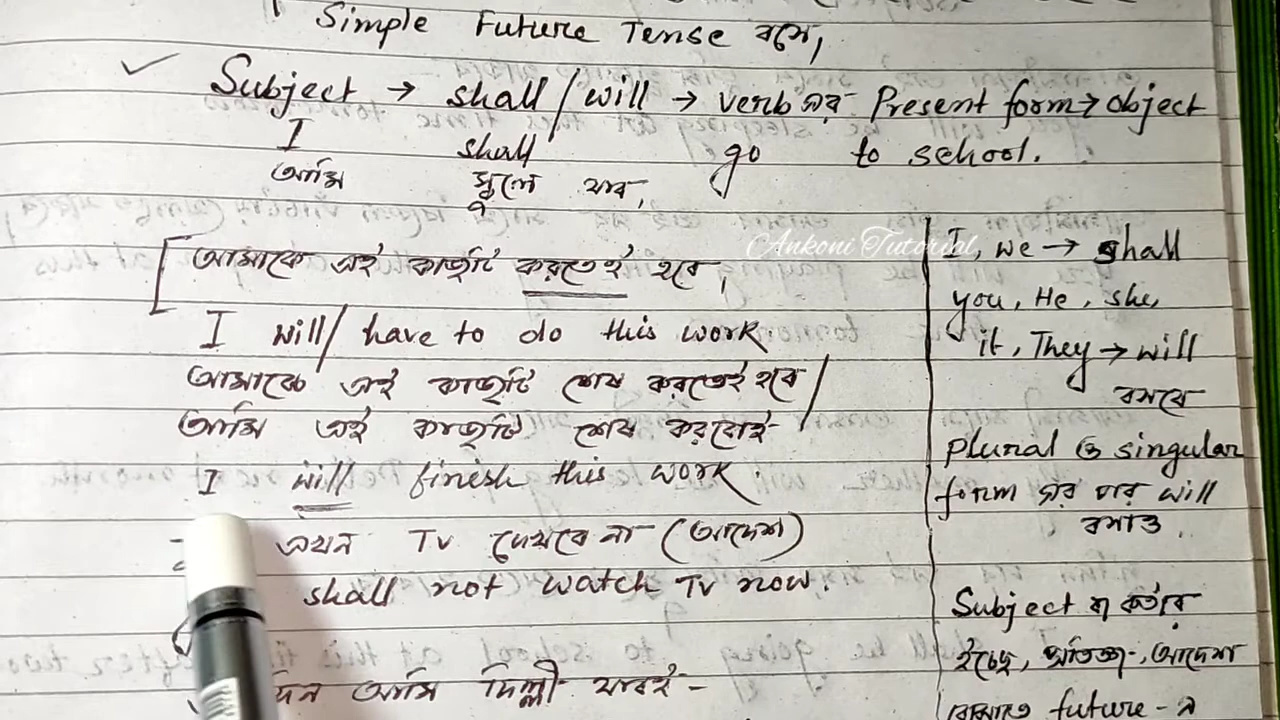 Simple Future Tense বসে,
Subject → shall / will → verb এর Present form → object
I shall go to school.
আমি স্কুলে যাব,
[আমাকে এই কাজটি করতেই হবে,
I will / have to do this work.
আমাকে এই কাজটি শেষ করতেই হবে /
আমি এই কাজটি শেষ করবোই-
I will finish this work.
এখন TV দেখবে না (আদেশ)
shall not watch TV now.
দিন আমি দিল্লী যাবই-
Ankoni Tutorial
I, we → shall
you, He, she,
it, They → will
বসবে
plural ও singular
form এর পর will
বসাও.
Subject বা কর্তার
ইচ্ছে, প্রতিজ্ঞা, আদেশ
বোঝাতে future-এ